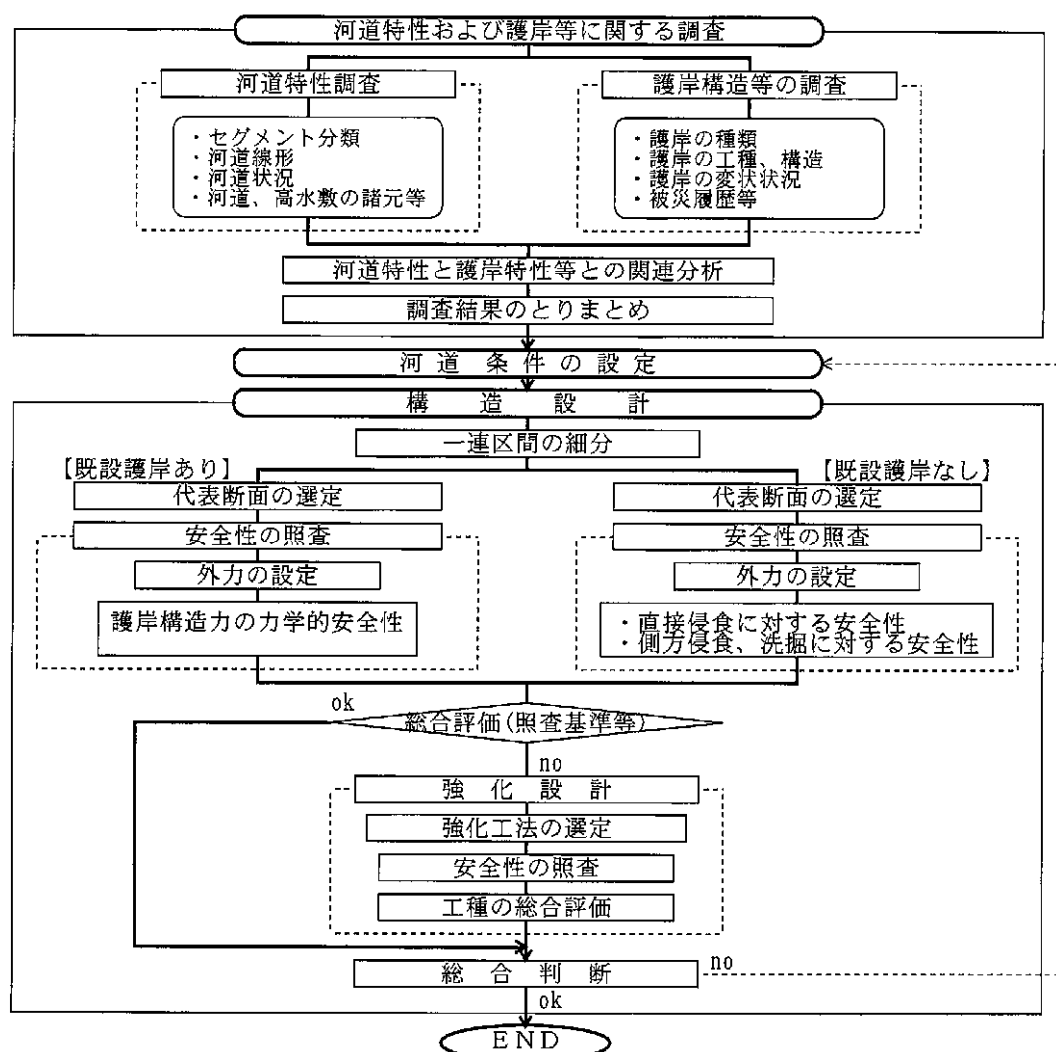 河道特性および護岸等に関する調査
河道特性調査
・セグメント分類
・河道線形
・河道状況
・河道、高水敷の諸元等
護岸構造等の調査
・護岸の種類
・護岸の工種、構造
・護岸の変状状況
・被災履歴等
河道特性と護岸特性等との関連分析
調査結果のとりまとめ
河道条件の設定
構造設計
一連区間の細分
【既設護岸あり】
代表断面の選定
安全性の照査
外力の設定
護岸構造力の力学的安全性
【既設護岸なし】
代表断面の選定
安全性の照査
外力の設定
・直接侵食に対する安全性
・側方侵食、洗掘に対する安全性
ok
総合評価(照査基準等)
no
強化設計
強化工法の選定
安全性の照査
工種の総合評価
総合判断
no
ok
END